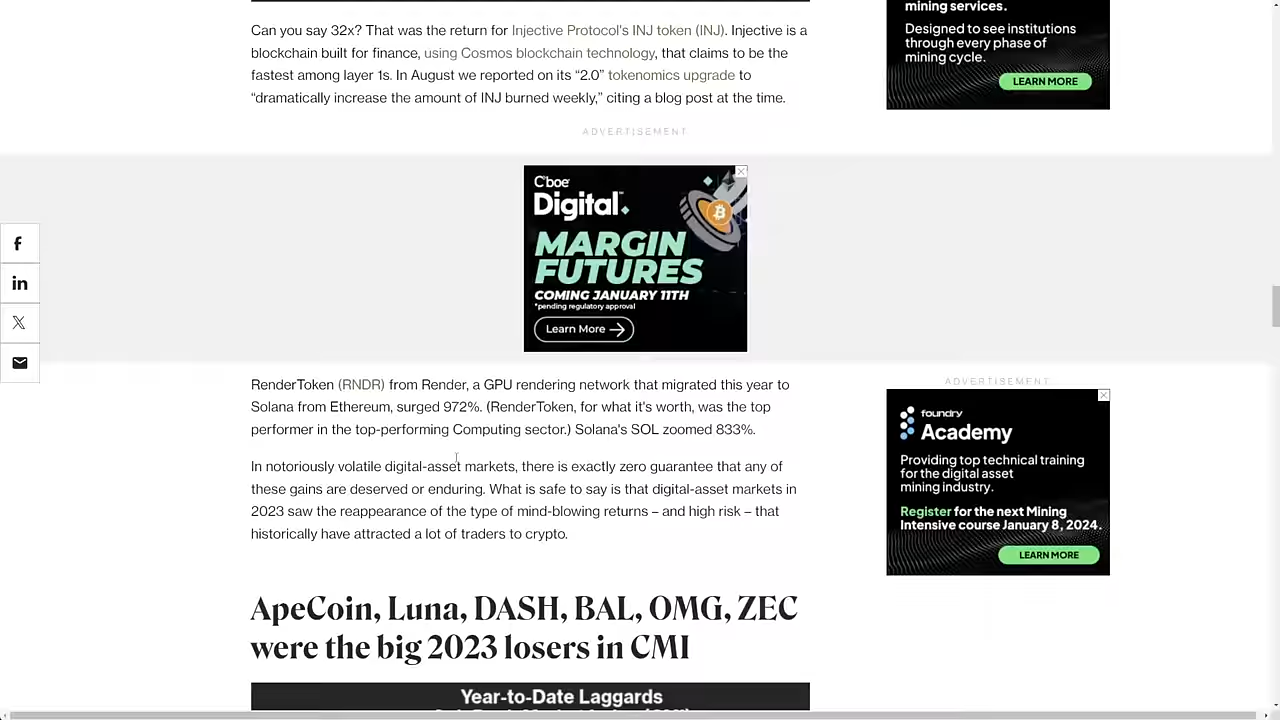 mining services.
Designed to see institutions
through every phase of
mining cycle.
LEARN MORE
Can you say 32x? That was the return for Injective Protocol's INJ token (INJ). Injective is a
blockchain built for finance, using Cosmos blockchain technology, that claims to be the
fastest among layer 1s. In August we reported on its “2.0” tokenomics upgrade to
“dramatically increase the amount of INJ burned weekly,” citing a blog post at the time.
ADVERTISEMENT
Cboe
Digital
MARGIN
FUTURES
COMING JANUARY 11TH
*pending regulatory approval
Learn More →
RenderToken (RNDR) from Render, a GPU rendering network that migrated this year to
Solana from Ethereum, surged 972%. (RenderToken, for what it's worth, was the top
performer in the top-performing Computing sector.) Solana's SOL zoomed 833%.
In notoriously volatile digital-asset markets, there is exactly zero guarantee that any of
these gains are deserved or enduring. What is safe to say is that digital-asset markets in
2023 saw the reappearance of the type of mind-blowing returns – and high risk – that
historically have attracted a lot of traders to crypto.
ADVERTISEMENT
foundry
Academy
Providing top technical training
for the digital asset
mining industry.
Register for the next Mining
Intensive course January 8, 2024.
LEARN MORE
ApeCoin, Luna, DASH, BAL, OMG, ZEC
were the big 2023 losers in CMI
Year-to-Date Laggards